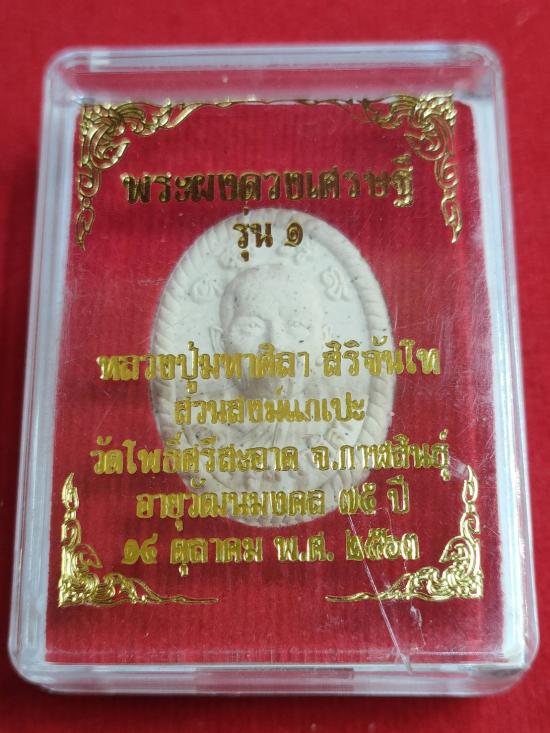 พระผงดวงเศรษฐี
รุ่น ๑
หลวงปู่มหาศิลา สิริจันโท
สวนสงฆ์แกเปะ
วัดโพธิ์ศรีสะอาด จ.กาฬสินธุ์
อายุวัฒนมงคล ๗๕ ปี
๑๔ ตุลาคม พ.ศ. ๒๕๖๓